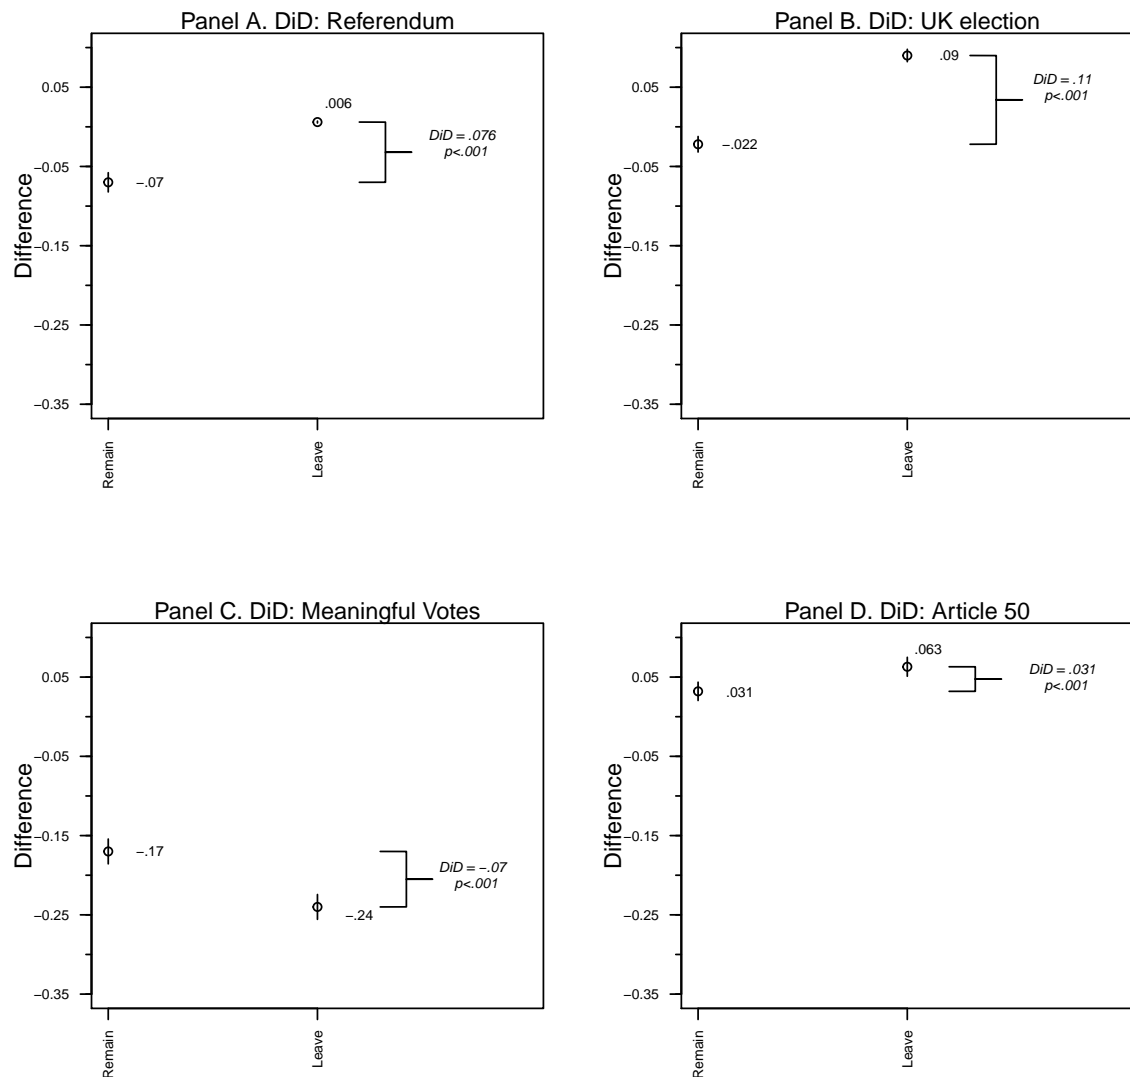 Panel A. DiD: Referendum
Difference
0.05
−0.05
−0.15
−0.25
−0.35
−.07
.006
DiD = .076
p<.001
Remain
Leave
Panel B. DiD: UK election
Difference
0.05
−0.05
−0.15
−0.25
−0.35
−.022
.09
DiD = .11
p<.001
Remain
Leave
Panel C. DiD: Meaningful Votes
Difference
0.05
−0.05
−0.15
−0.25
−0.35
−.17
−.24
DiD = −.07
p<.001
Remain
Leave
Panel D. DiD: Article 50
Difference
0.05
−0.05
−0.15
−0.25
−0.35
.031
.063
DiD = .031
p<.001
Remain
Leave